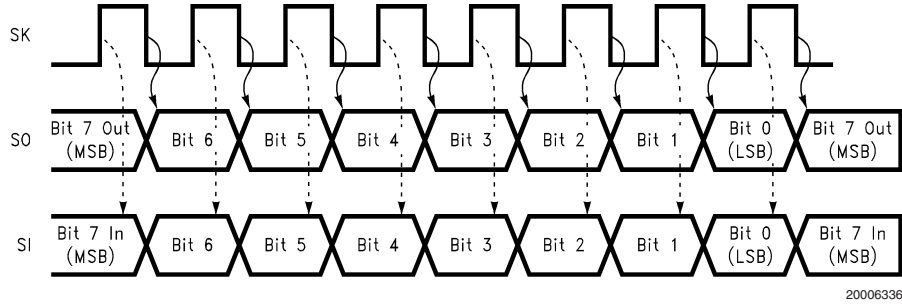 SK
SO
Bit 7 Out
(MSB)
Bit 6
Bit 5
Bit 4
Bit 3
Bit 2
Bit 1
Bit 0
(LSB)
Bit 7 Out
(MSB)
SI
Bit 7 In
(MSB)
Bit 6
Bit 5
Bit 4
Bit 3
Bit 2
Bit 1
Bit 0
(LSB)
Bit 7 In
(MSB)
20006336